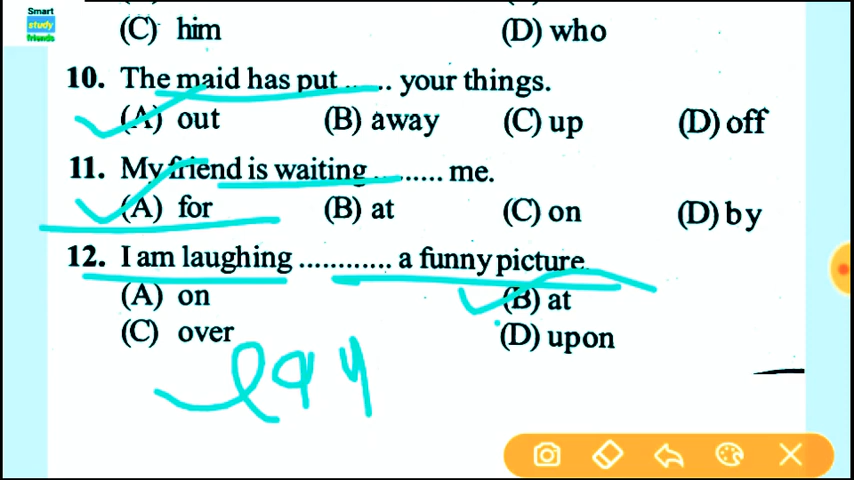 Smart
study
friends
(C) him (D) who
10. The maid has put ...... your things.
(A) out (B) away (C) up (D) off
11. My friend is waiting ......... me.
(A) for (B) at (C) on (D) by
12. I am laughing ............ a funny picture.
(A) on (B) at
(C) over (D) upon